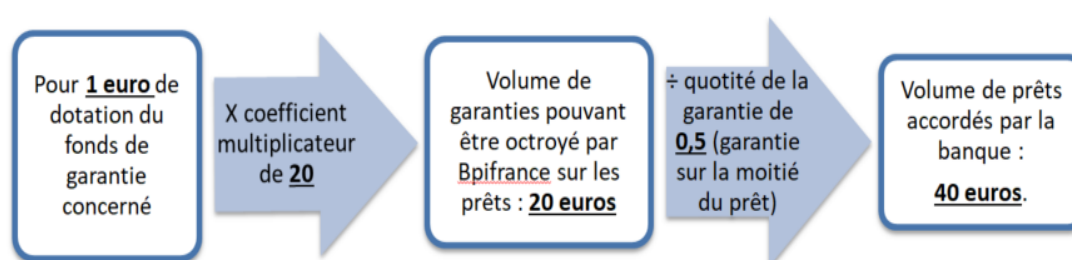 Pour 1 euro de
dotation du
fonds de
garantie
concerné
X coefficient
multiplicateur
de 20
Volume de
garanties pouvant
être octroyé par
Bpifrance sur les
prêts : 20 euros
÷ quotité de la
garantie de
0,5 (garantie
sur la moitié
du prêt)
Volume de prêts
accordés par la
banque :
40 euros.